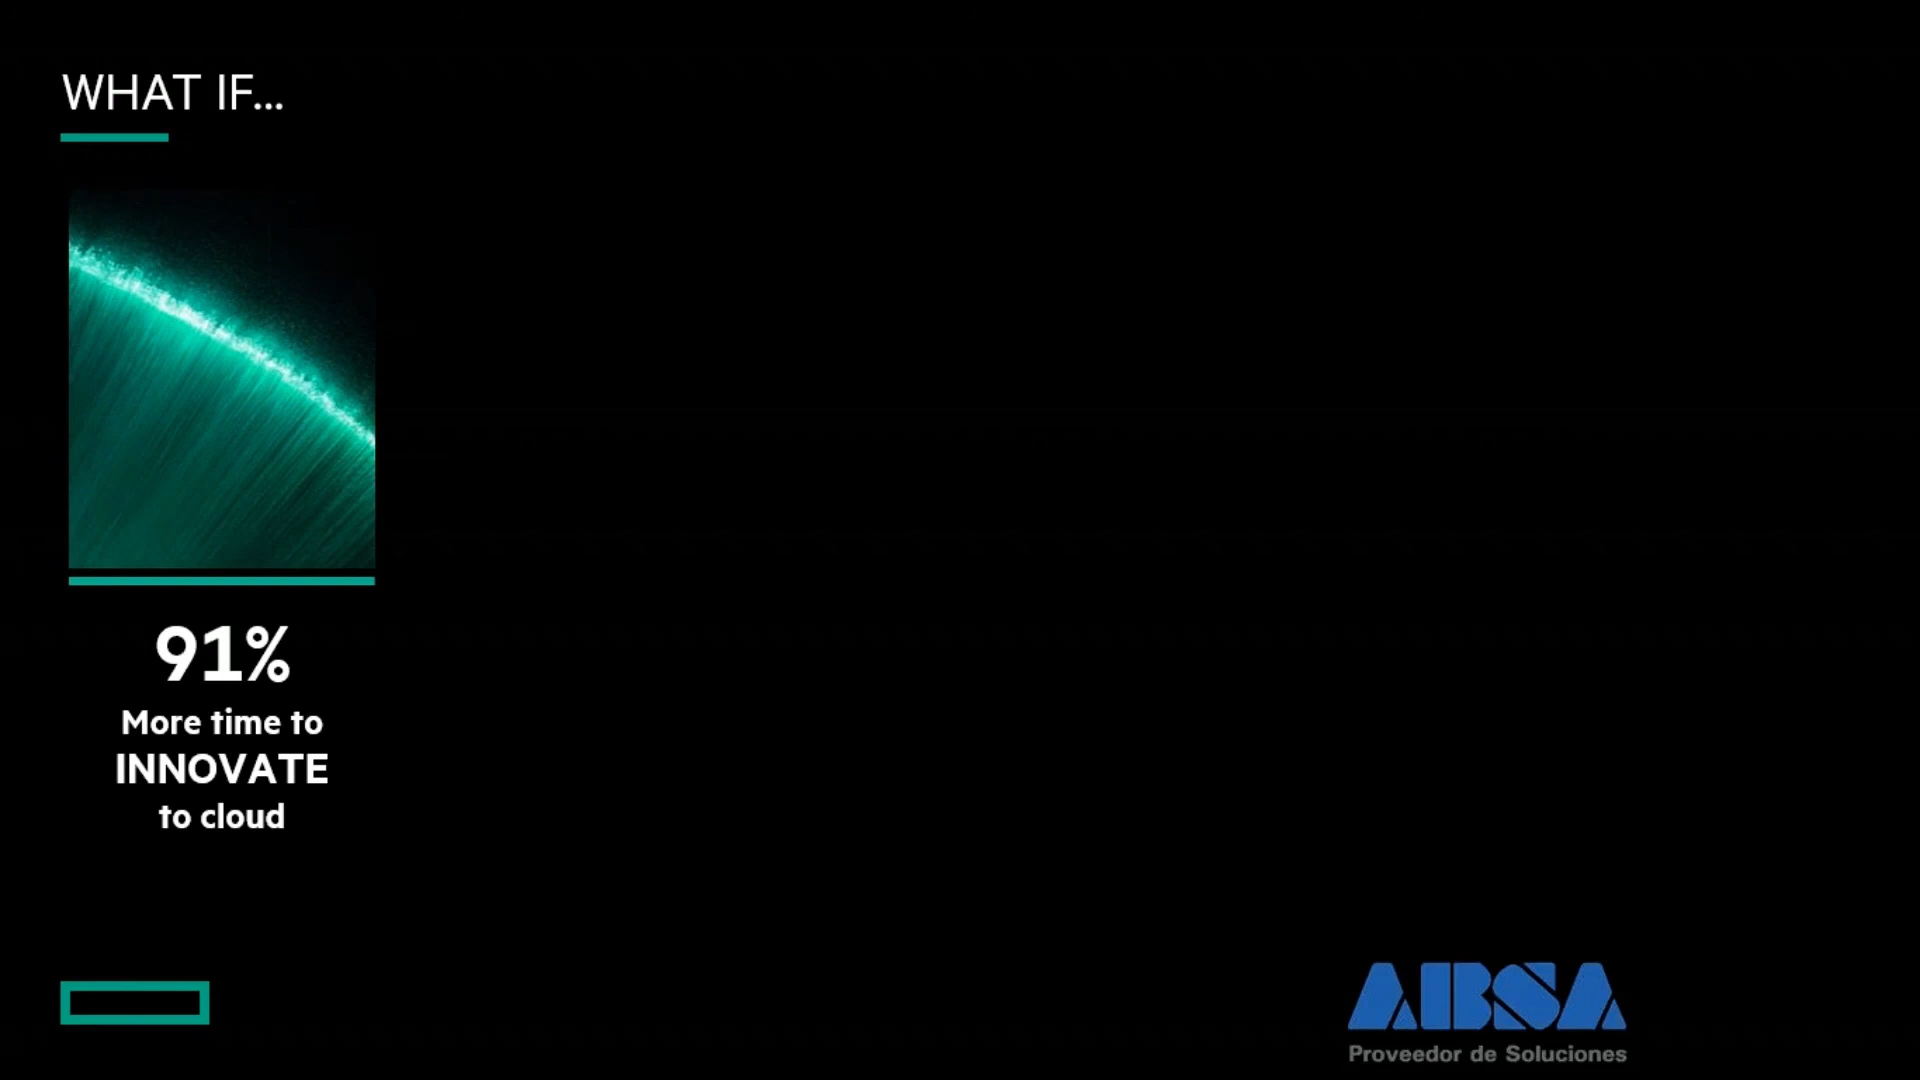 WHAT IF...
91%
More time to
INNOVATE
to cloud
ABSA
Proveedor de Soluciones